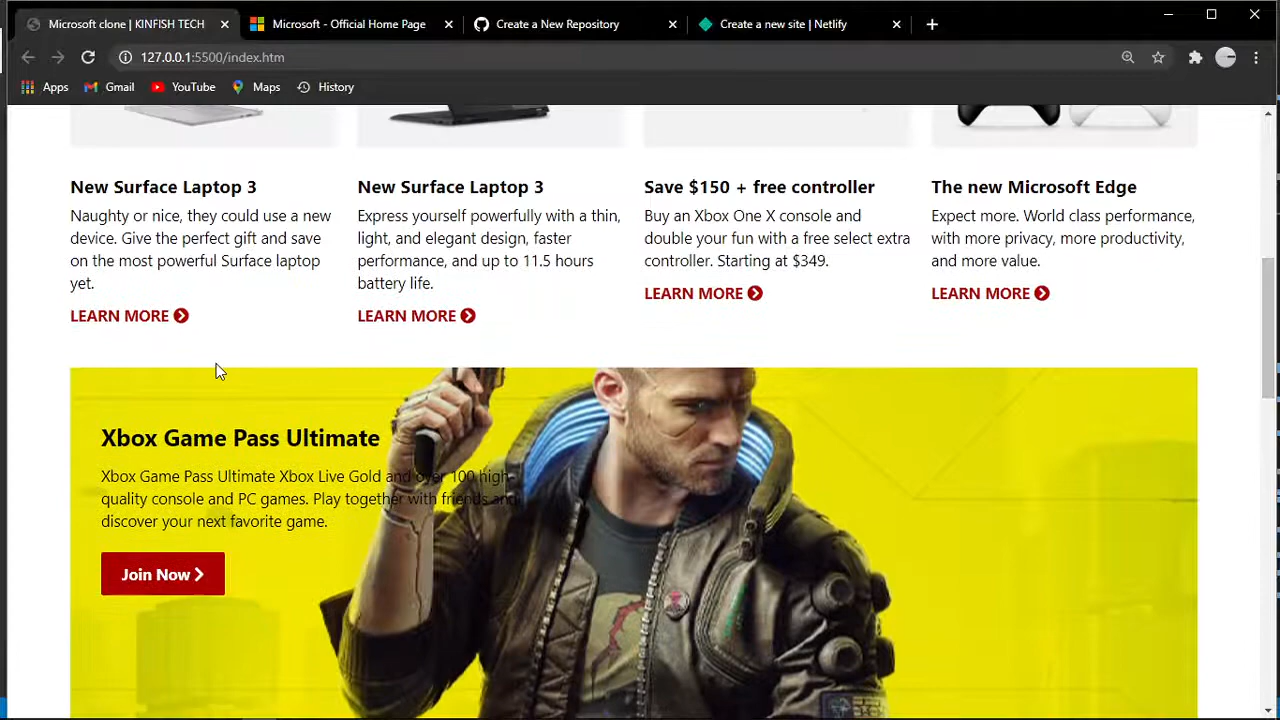 Microsoft clone | KINFISH TECH
Microsoft - Official Home Page
Create a New Repository
Create a new site | Netlify
127.0.0.1:5500/index.htm
Apps
Gmail
YouTube
Maps
History
New Surface Laptop 3
Naughty or nice, they could use a new
device. Give the perfect gift and save
on the most powerful Surface laptop
yet.
LEARN MORE
New Surface Laptop 3
Express yourself powerfully with a thin,
light, and elegant design, faster
performance, and up to 11.5 hours
battery life.
LEARN MORE
Save $150 + free controller
Buy an Xbox One X console and
double your fun with a free select extra
controller. Starting at $349.
LEARN MORE
The new Microsoft Edge
Expect more. World class performance,
with more privacy, more productivity,
and more value.
LEARN MORE
Xbox Game Pass Ultimate
Xbox Game Pass Ultimate Xbox Live Gold and over 100 high-
quality console and PC games. Play together with friends and
discover your next favorite game.
Join Now